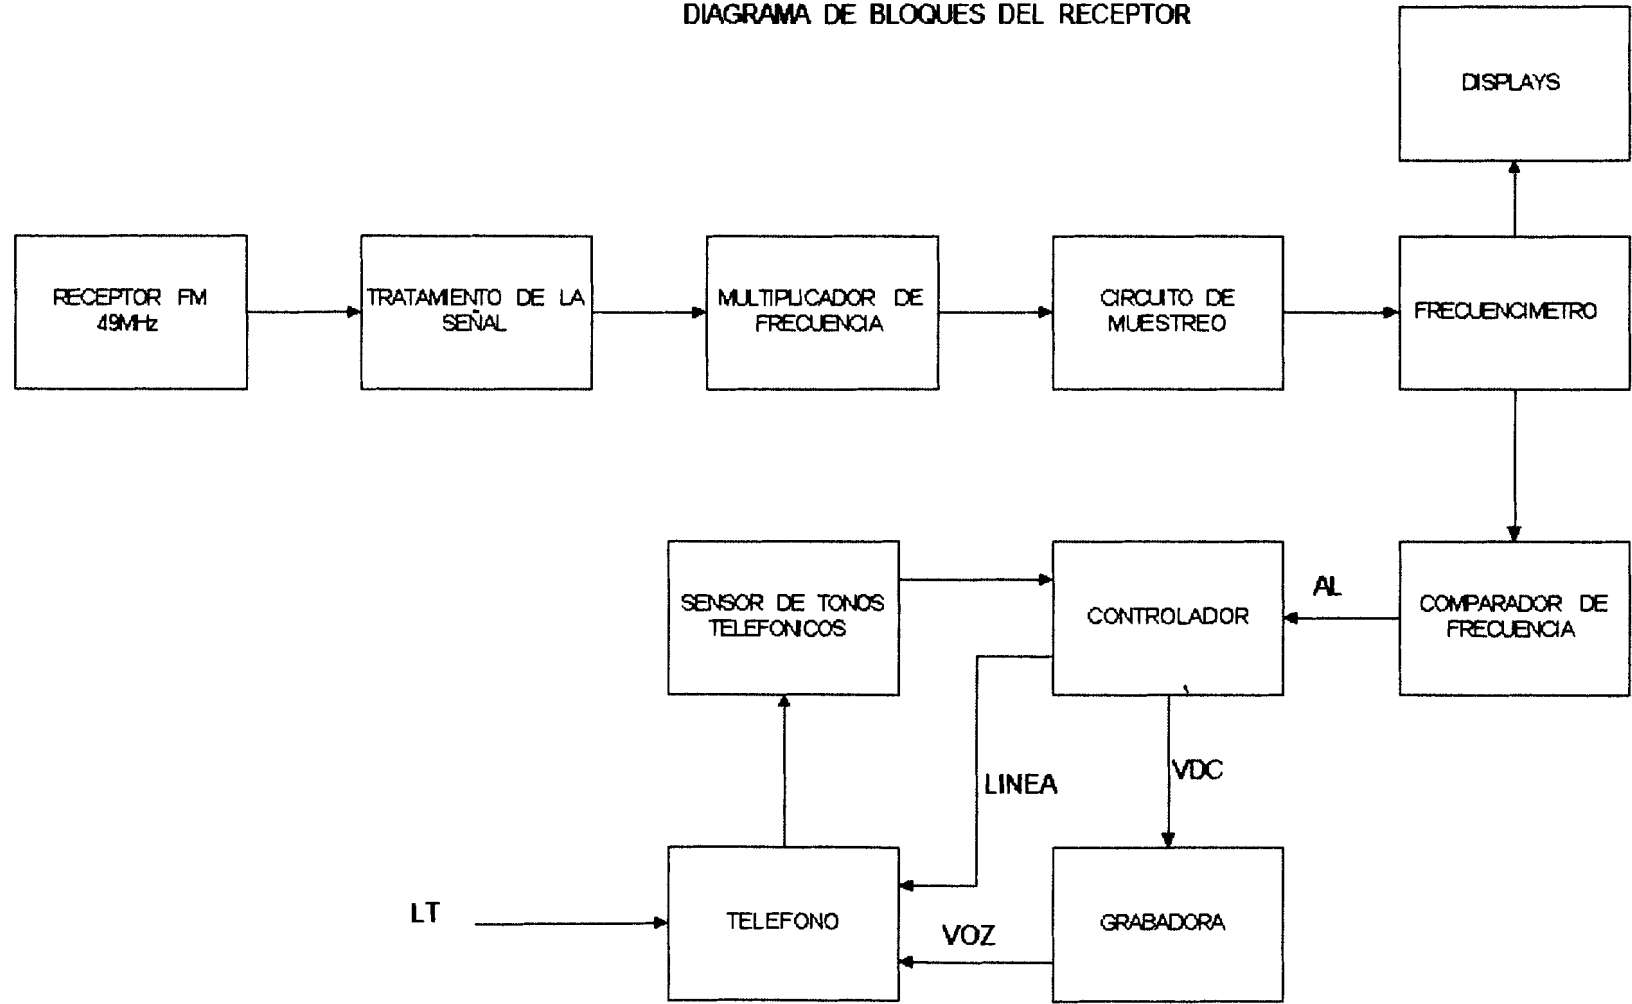 DIAGRAMA DE BLOQUES DEL RECEPTOR
DISPLAYS
RECEPTOR FM
49MHz
TRATAMIENTO DE LA
SEÑAL
MULTIPLICADOR DE
FRECUENCIA
CIRCUITO DE
MUESTREO
FRECUENCIMETRO
SENSOR DE TONOS
TELEFONICOS
CONTROLADOR
AL
COMPARADOR DE
FRECUENCIA
LINEA
VDC
LT
TELEFONO
VOZ
GRABADORA